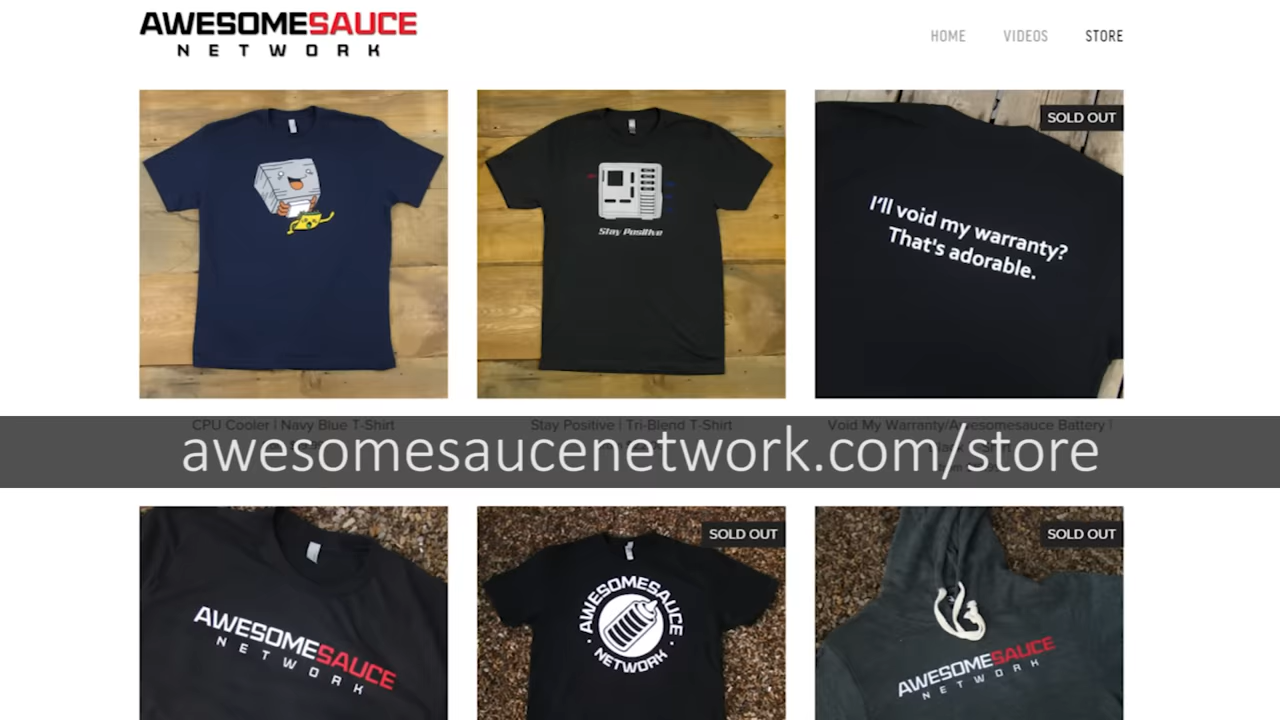 AWESOMESAUCE
NETWORK
HOME VIDEOS STORE
SOLD OUT
Stay Positive
I'll void my warranty?
That's adorable.
CPU Cooler | Navy Blue T-Shirt
Stay Positive | Tri-Blend T-Shirt
Void My Warranty/Awesomesauce Battery
awesomesaucenetwork.com/store
SOLD OUT
SOLD OUT
AWESOMESAUCE
NETWORK
AWESOMESAUCE
NETWORK
AWESOMESAUCE
NETWORK